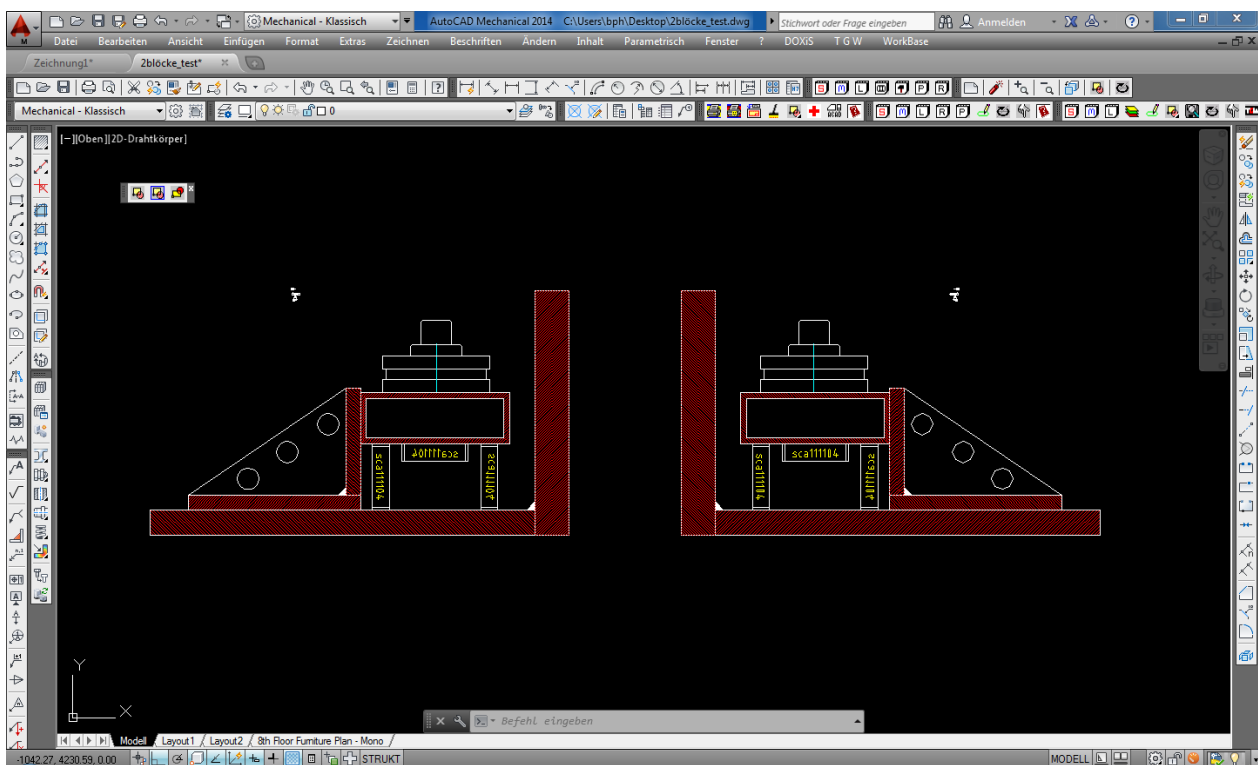 Mechanical - Klassisch
AutoCAD Mechanical 2014 C:\Users\bph\Desktop\2blöcke_test.dwg
Stichwort oder Frage eingeben
Anmelden
M
Datei Bearbeiten Ansicht Einfügen Format Extras Zeichnen Beschriften Ändern Inhalt Parametrisch Fenster ? DOXiS T G W WorkBase
Zeichnung1* 2blöcke_test*
Mechanical - Klassisch
0
[−][Oben][2D-Drahtkörper]
sca111104 sca111104 sca111104
sca111104 sca111104 sca111104
Y
X
Befehl eingeben
Modell Layout1 Layout2 8th Floor Furniture Plan - Mono
-1042.27, 4230.59, 0.00
STRUKT
MODELL